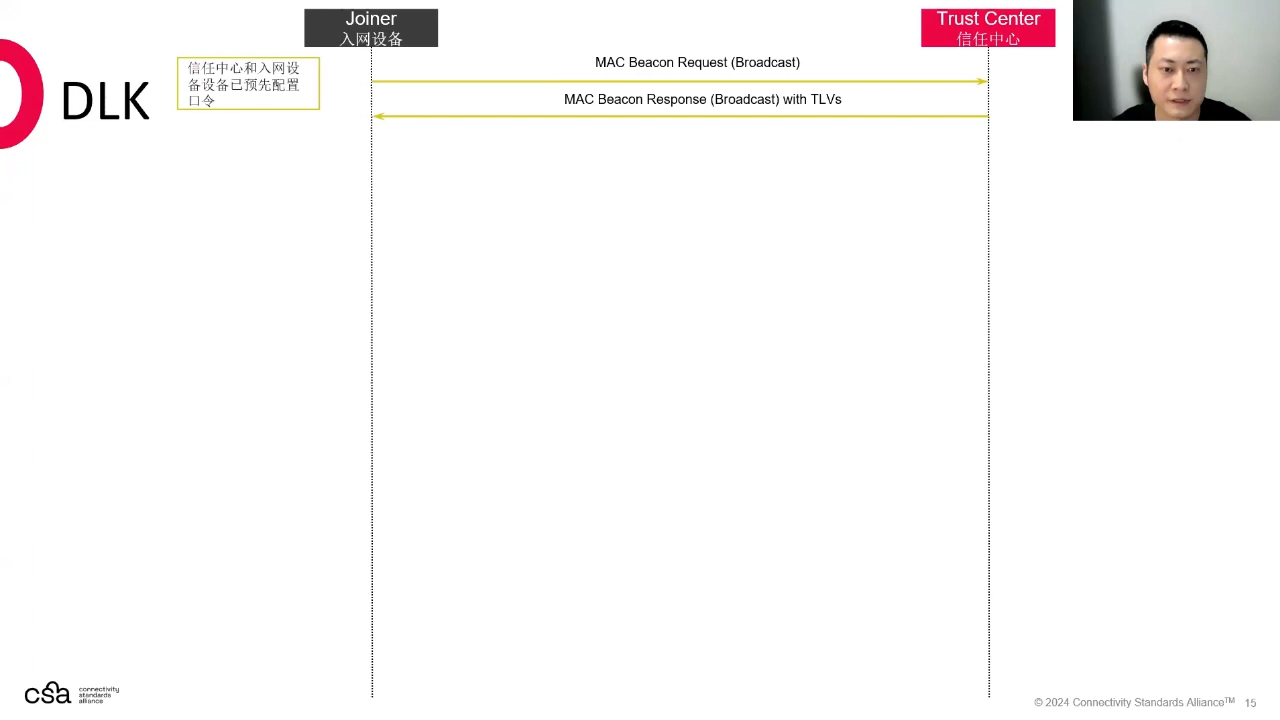 Joiner
入网设备
Trust Center
信任中心
DLK
信任中心和入网设
备设备已预先配置
口令
MAC Beacon Request (Broadcast)
MAC Beacon Response (Broadcast) with TLVs
csa connectivity
standards
alliance
© 2024 Connectivity Standards Alliance™ 15